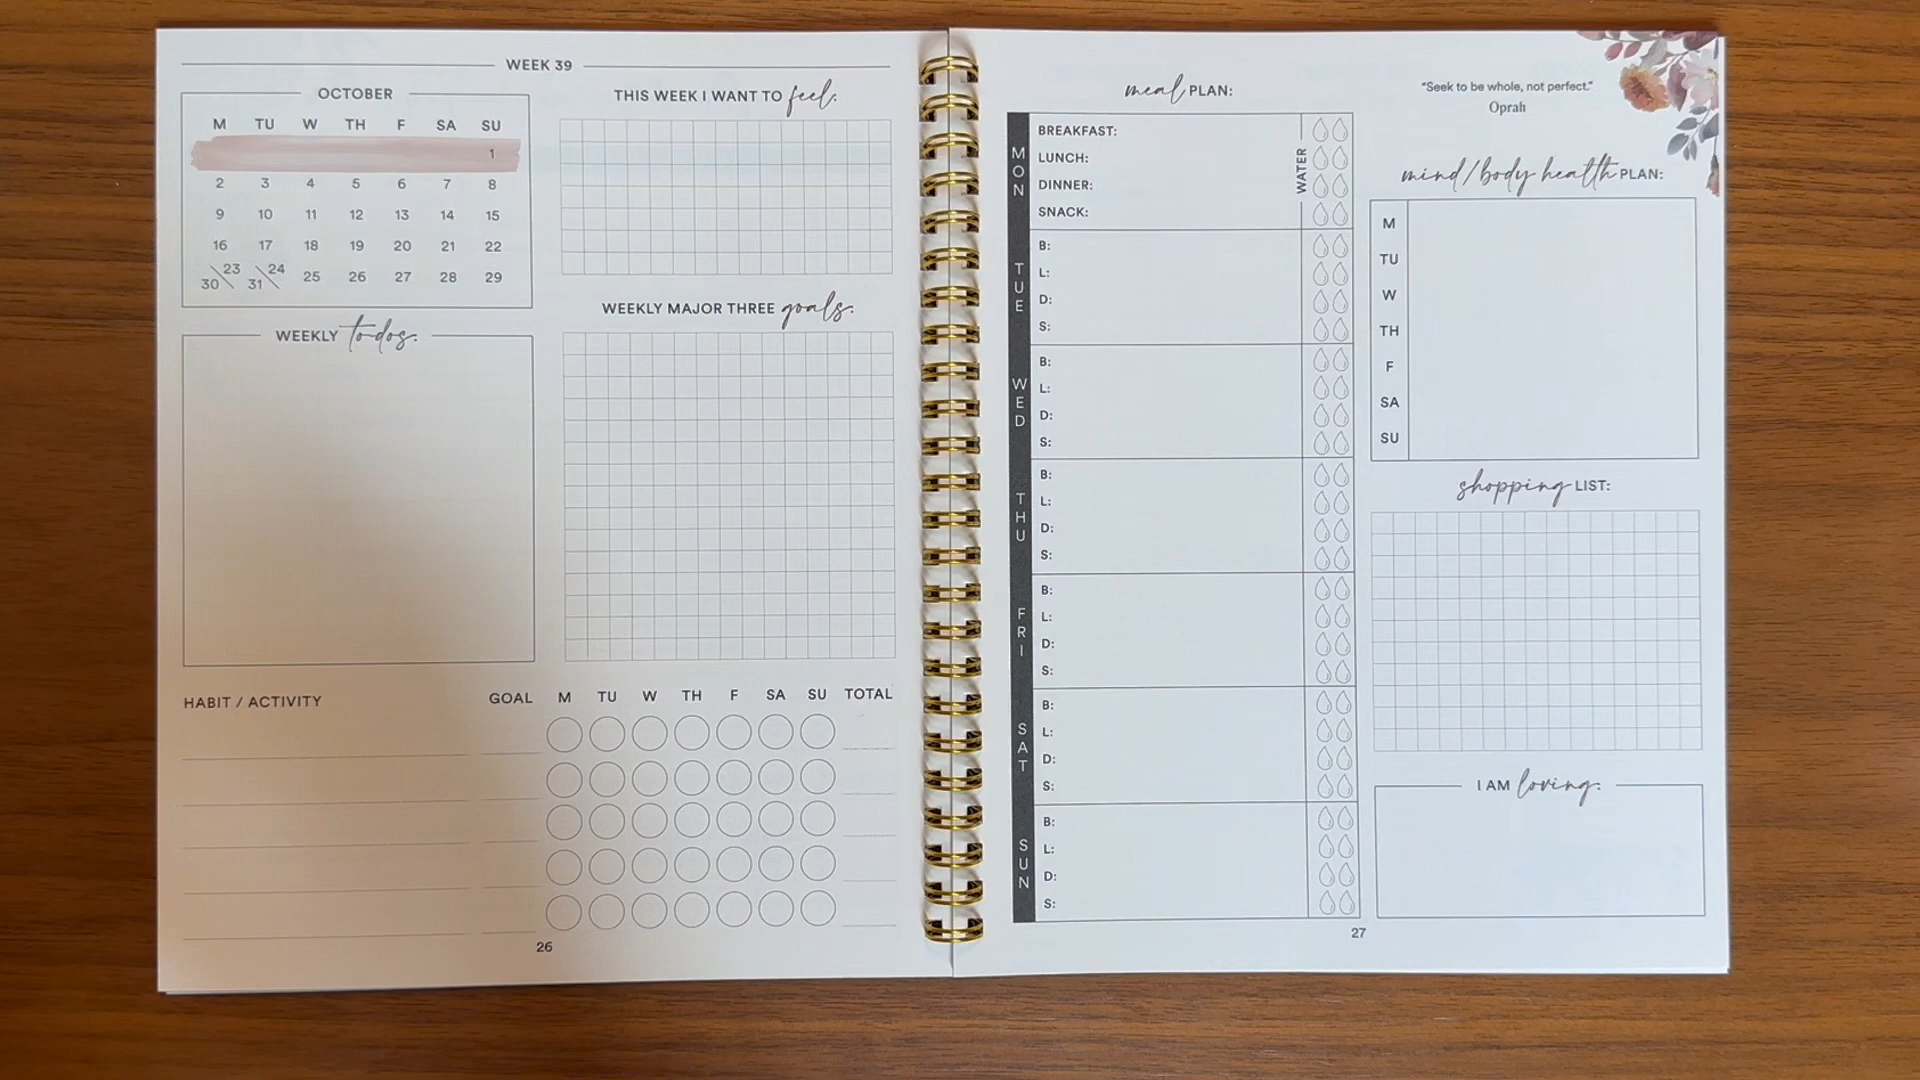 WEEK 39
OCTOBER
M TU W TH F SA SU
1
2 3 4 5 6 7 8
9 10 11 12 13 14 15
16 17 18 19 20 21 22
23/30 24/31 25 26 27 28 29
THIS WEEK I WANT TO feel:
WEEKLY MAJOR THREE goals:
WEEKLY to-dos:
HABIT / ACTIVITY GOAL M TU W TH F SA SU TOTAL
26
meal PLAN:
MON
BREAKFAST:
LUNCH:
DINNER:
SNACK:
WATER
TUE
B:
L:
D:
S:
WED
B:
L:
D:
S:
THU
B:
L:
D:
S:
FRI
B:
L:
D:
S:
SAT
B:
L:
D:
S:
SUN
B:
L:
D:
S:
"Seek to be whole, not perfect."
Oprah
mind/body health PLAN:
M
TU
W
TH
F
SA
SU
shopping LIST:
I AM loving:
27